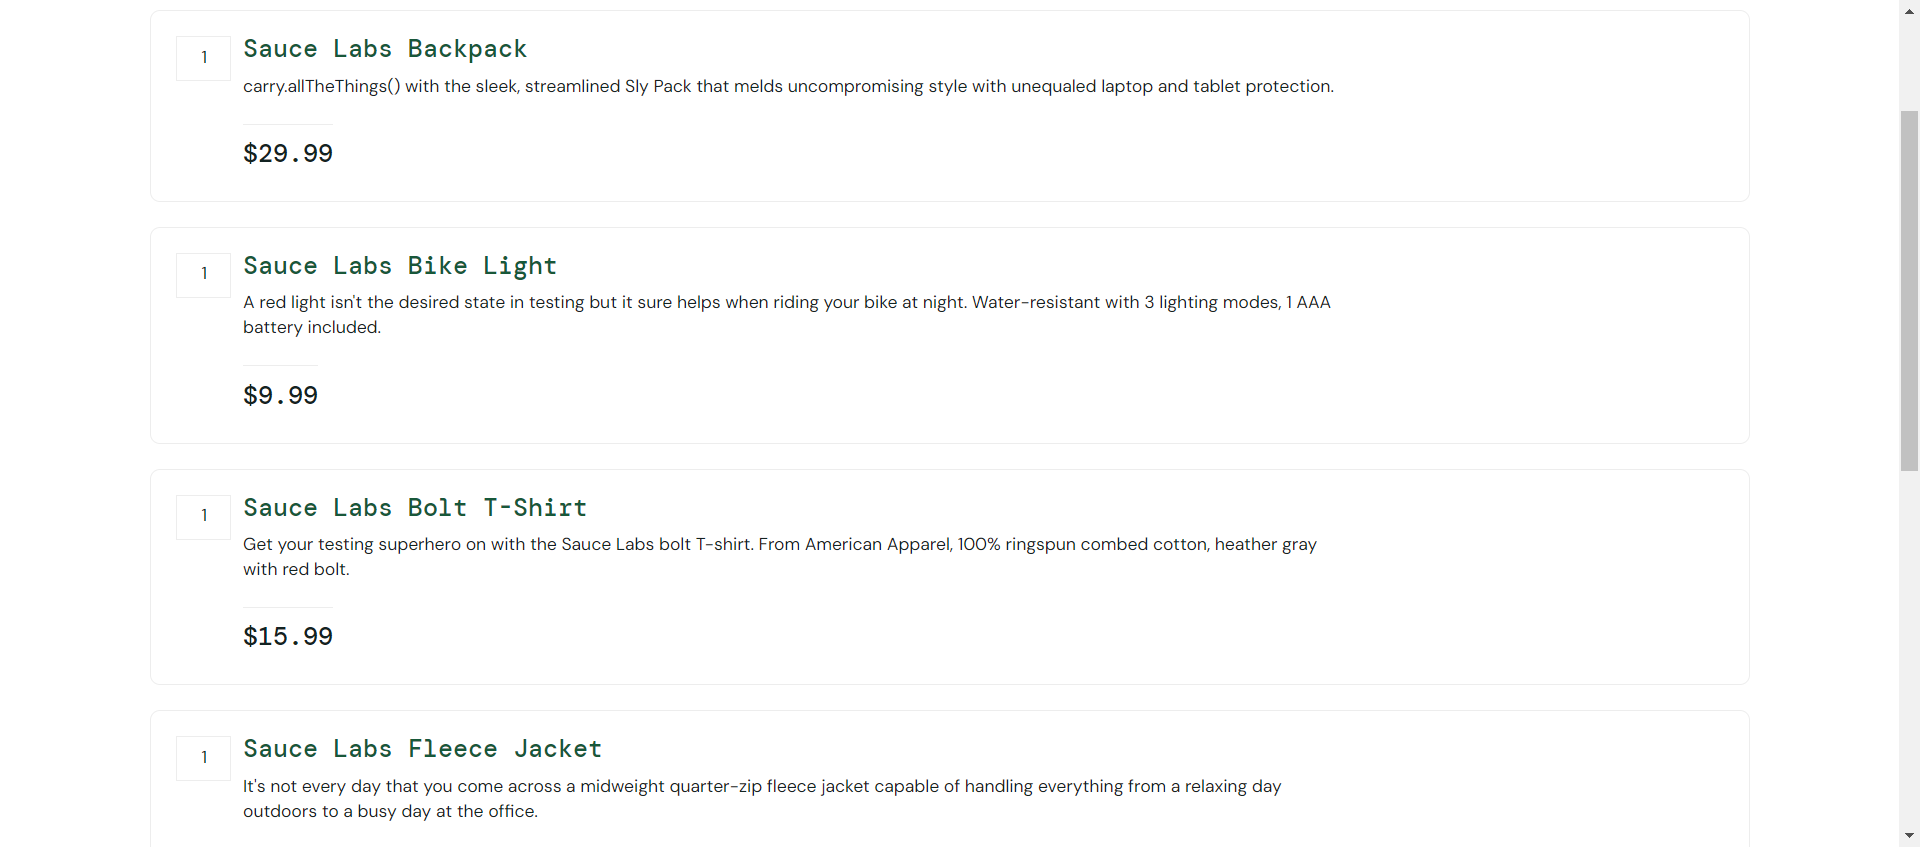 1
Sauce Labs Backpack
carry.allTheThings() with the sleek, streamlined Sly Pack that melds uncompromising style with unequaled laptop and tablet protection.
$29.99
1
Sauce Labs Bike Light
A red light isn't the desired state in testing but it sure helps when riding your bike at night. Water-resistant with 3 lighting modes, 1 AAA
battery included.
$9.99
1
Sauce Labs Bolt T-Shirt
Get your testing superhero on with the Sauce Labs bolt T-shirt. From American Apparel, 100% ringspun combed cotton, heather gray
with red bolt.
$15.99
1
Sauce Labs Fleece Jacket
It's not every day that you come across a midweight quarter-zip fleece jacket capable of handling everything from a relaxing day
outdoors to a busy day at the office.